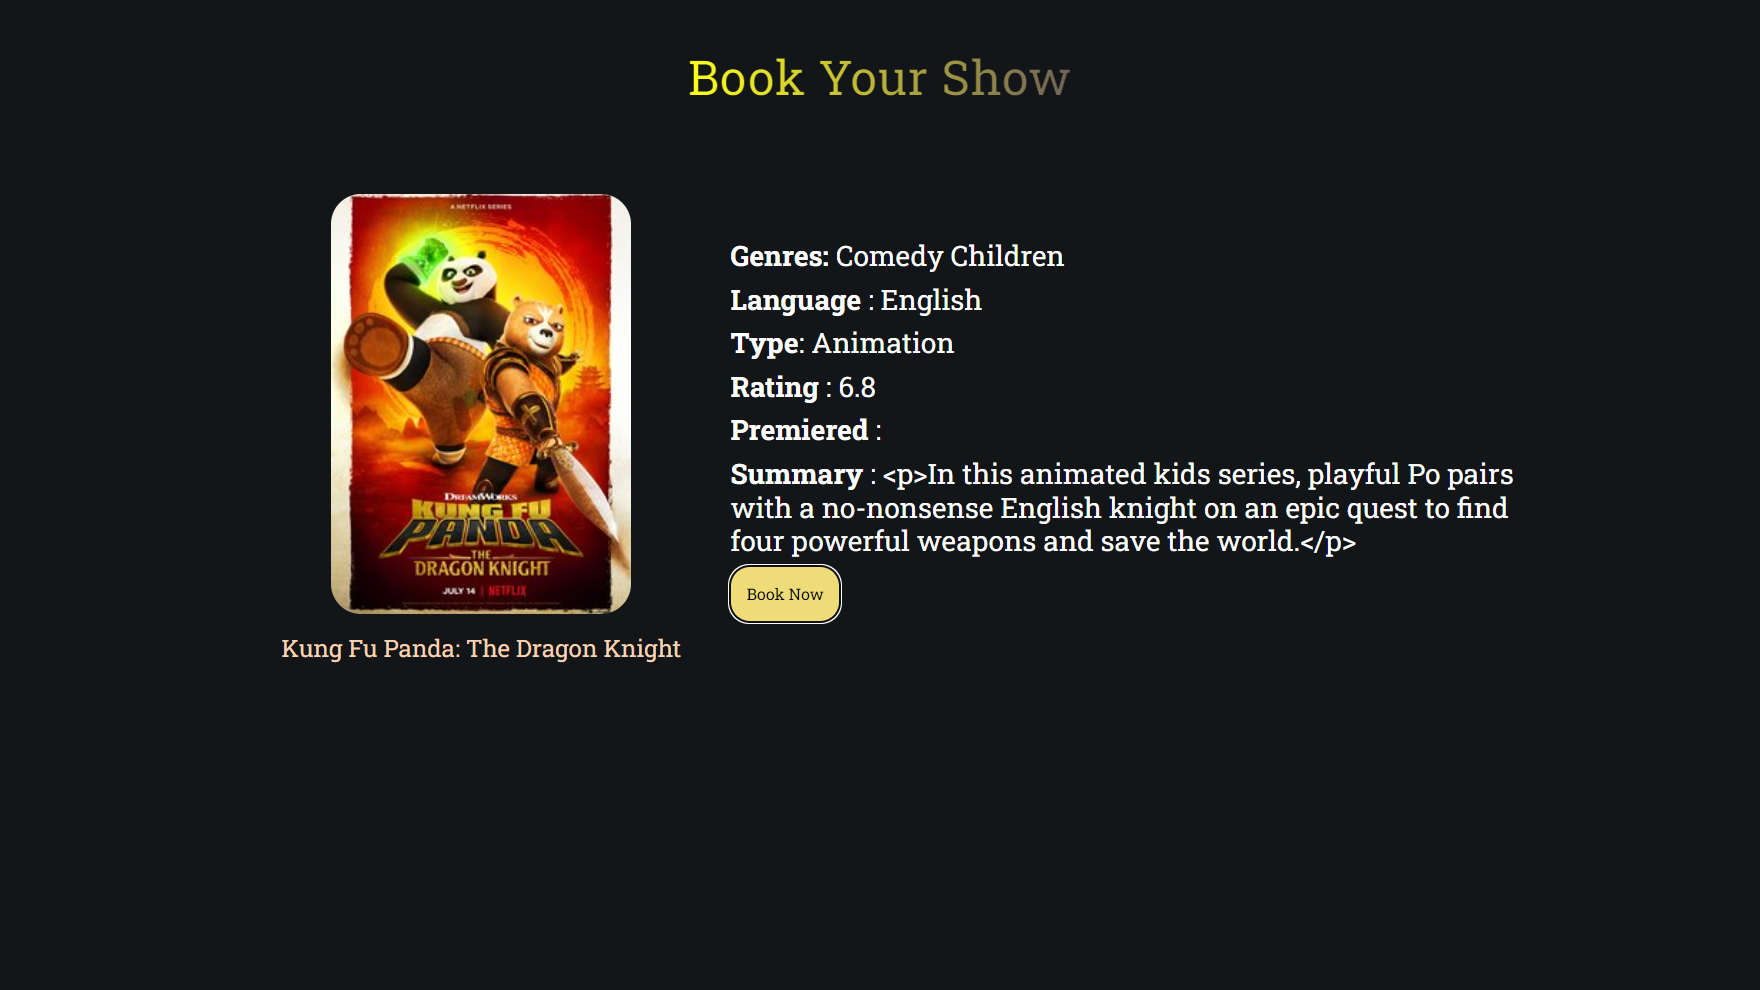 Book Your Show
A NETFLIX SERIES
DREAMWORKS
KUNG FU
PANDA
THE
DRAGON KNIGHT
JULY 14 | NETFLIX
Kung Fu Panda: The Dragon Knight
Genres: Comedy Children
Language : English
Type: Animation
Rating : 6.8
Premiered :
Summary : <p>In this animated kids series, playful Po pairs
with a no-nonsense English knight on an epic quest to find
four powerful weapons and save the world.</p>
Book Now